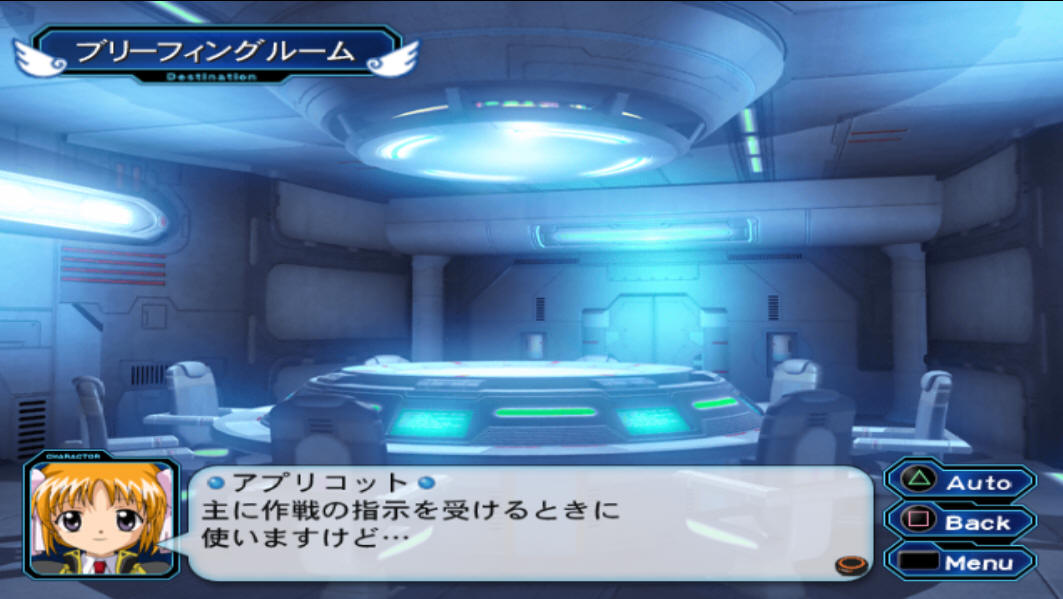 ブリーフィングルーム
Destination
CHARACTOR
アプリコット
主に作戦の指示を受けるときに
使いますけど…
Auto
Back
Menu